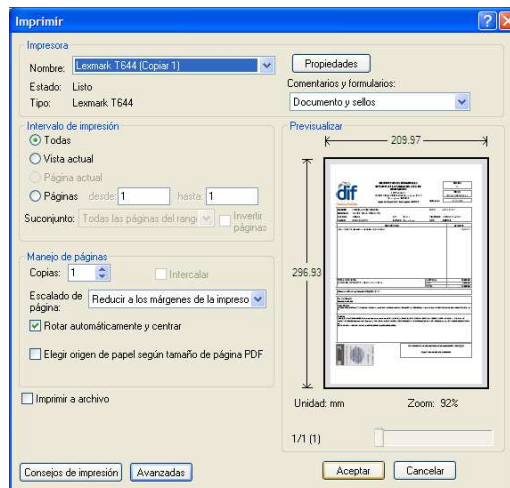 Imprimir
Impresora
Nombre: Lexmark T644 (Copiar 1)
Propiedades
Estado: Listo
Comentarios y formularios:
Tipo: Lexmark T644
Documento y sellos
Intervalo de impresión
Todas
Vista actual
Página actual
Páginas desde: 1 hasta: 1
Suconjunto: Todas las páginas del rango Invertir páginas
Manejo de páginas
Copias: 1 Intercalar
Escalado de página: Reducir a los márgenes de la impreso
Rotar automáticamente y centrar
Elegir origen de papel según tamaño de página PDF
Imprimir a archivo
Consejos de impresión
Avanzadas
Previsualizar
209.97
296.93
dif
Unidad: mm Zoom: 92%
1/1 (1)
Aceptar
Cancelar